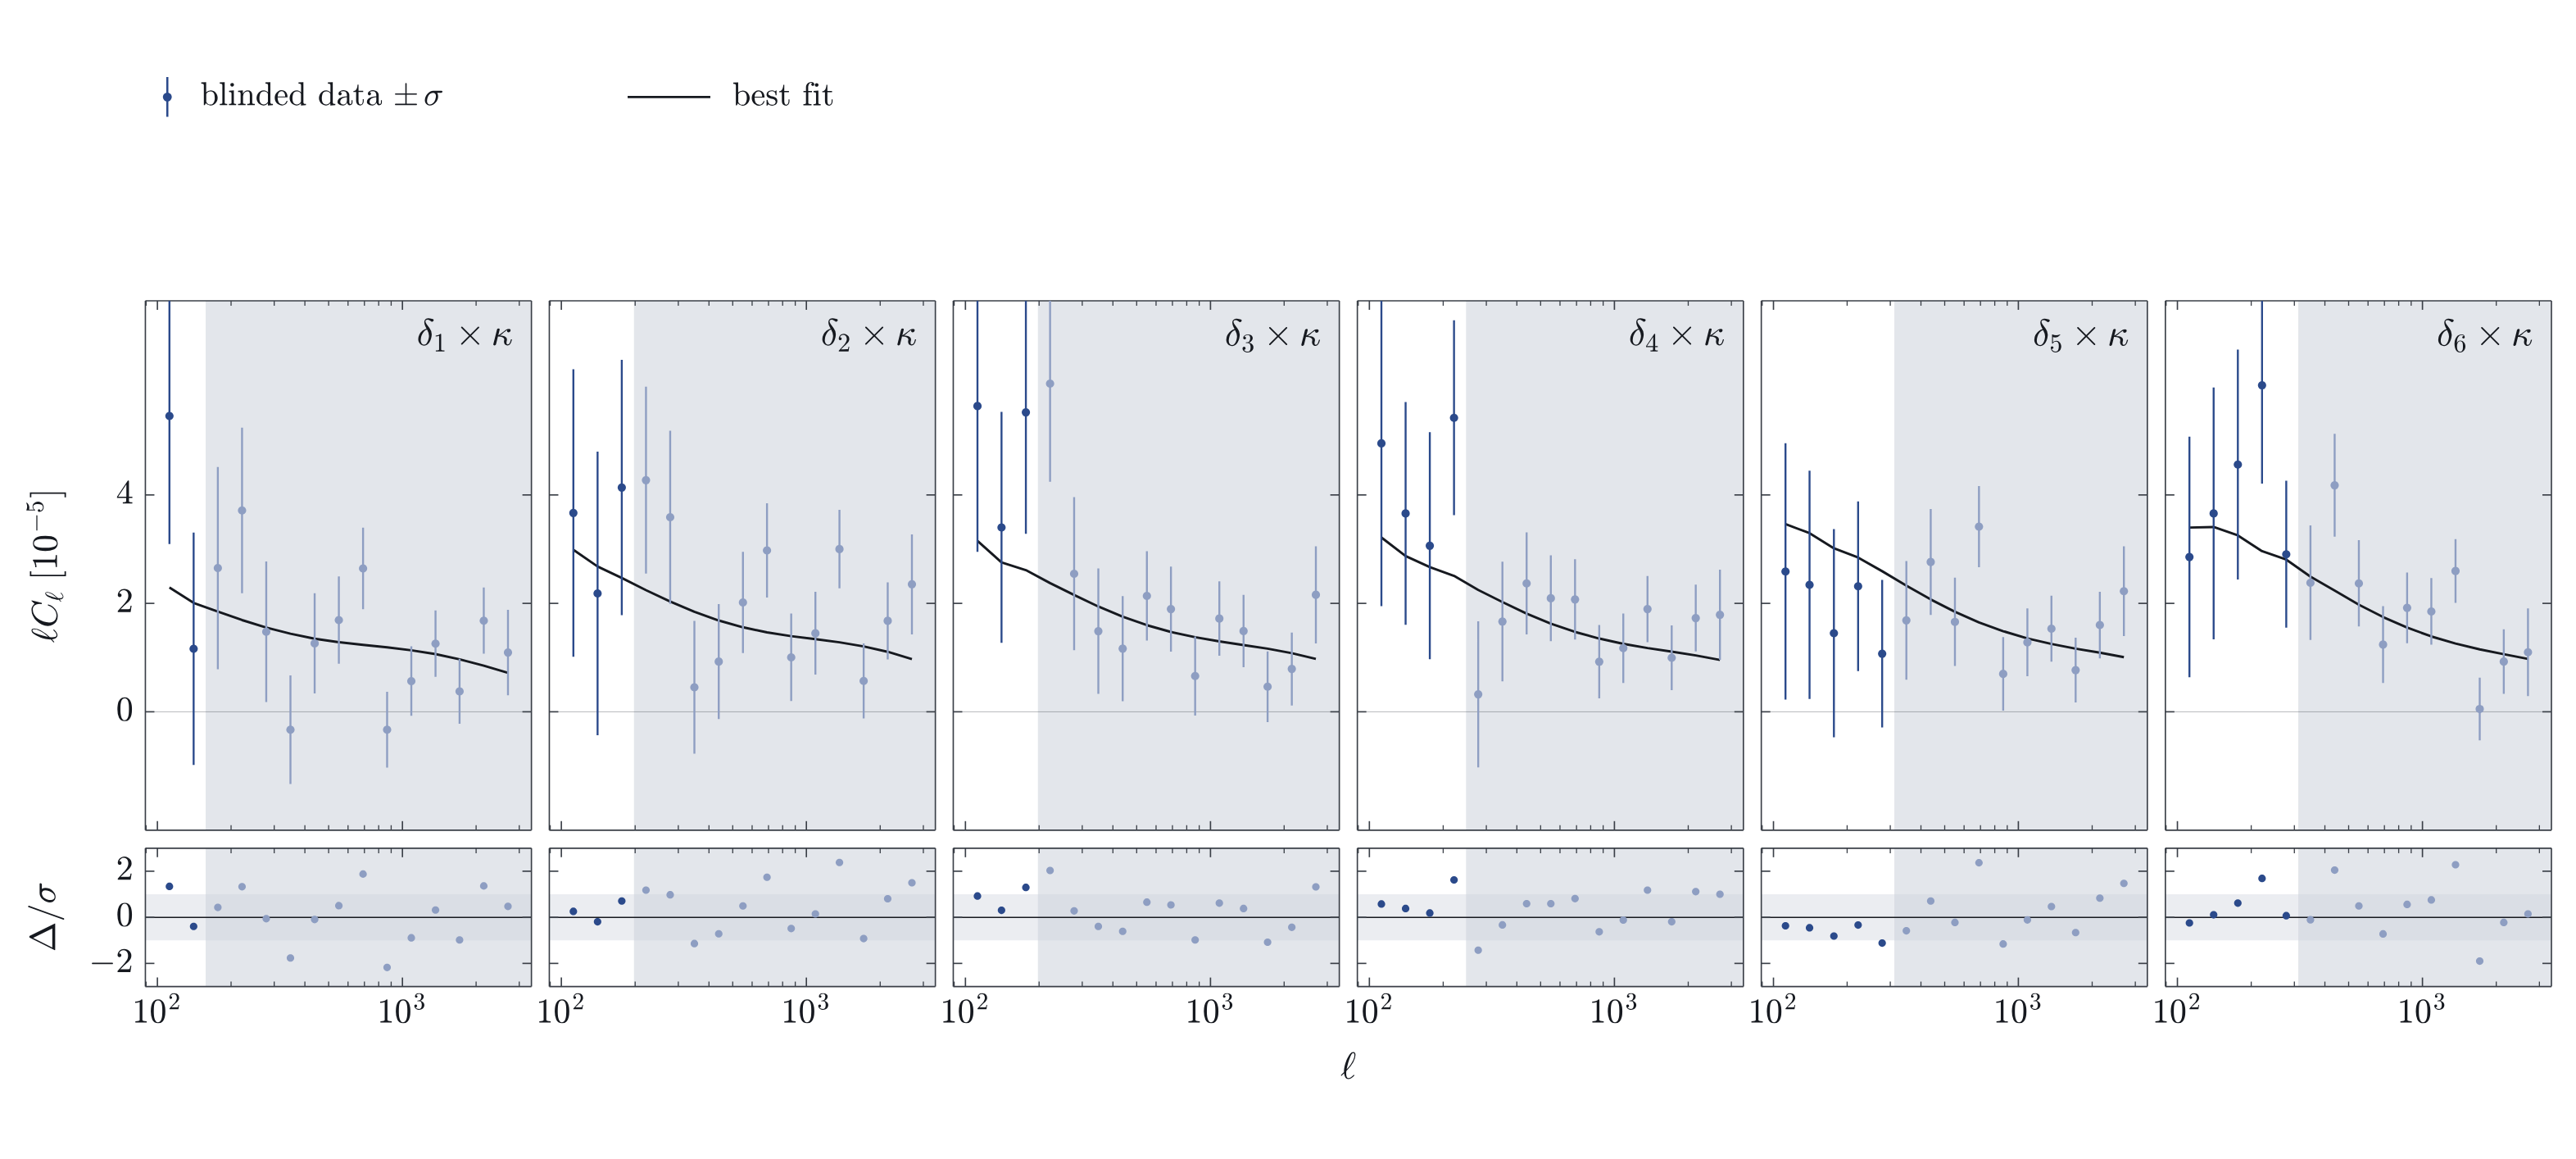 blinded data ± σ best fit
δ₁ × κ δ₂ × κ δ₃ × κ δ₄ × κ δ₅ × κ δ₆ × κ
ℓC_ℓ [10⁻⁵]
4
2
0
Δ/σ
2
0
−2
10² 10³ 10² 10³ 10² 10³ 10² 10³ 10² 10³ 10² 10³
ℓ